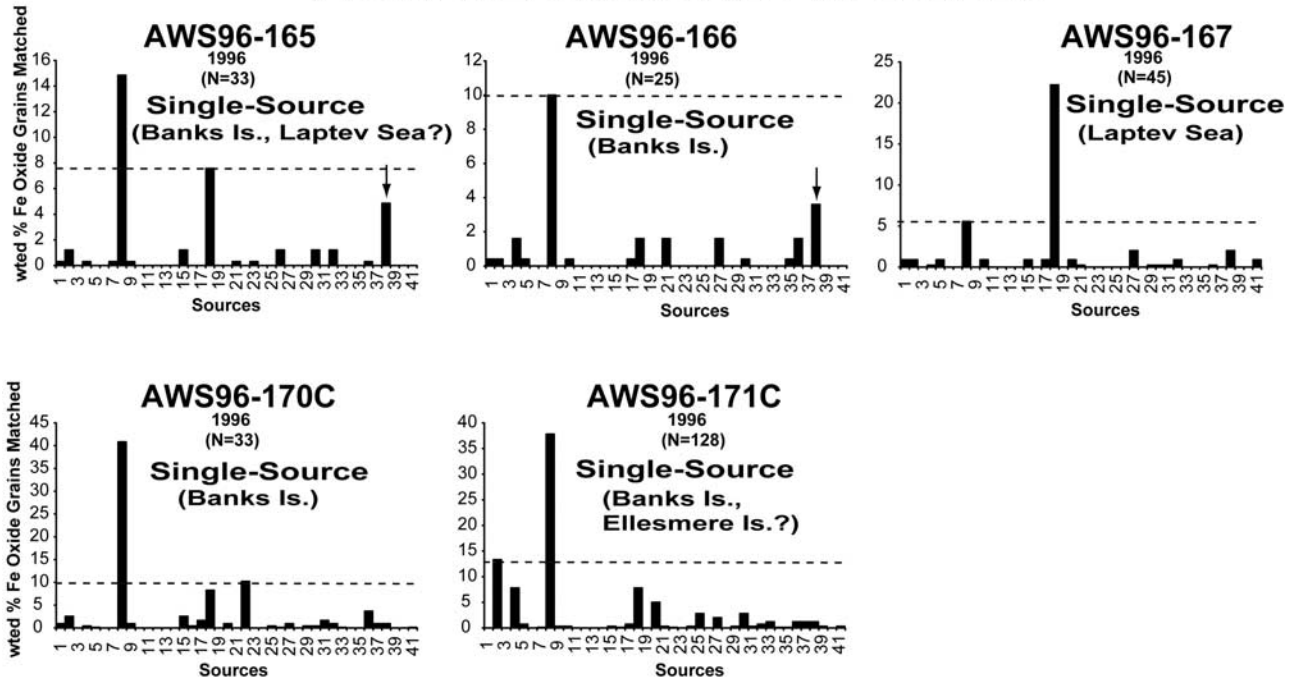 AWS96-165
1996
(N=33)
Single-Source
(Banks Is., Laptev Sea?)
wted % Fe Oxide Grains Matched
16
14
12
10
8
6
4
2
0
1 3 5 7 9 11 13 15 17 19 21 23 25 27 29 31 33 35 37 39 41
Sources
AWS96-166
1996
(N=25)
Single-Source
(Banks Is.)
12
10
8
6
4
2
0
1 3 5 7 9 11 13 15 17 19 21 23 25 27 29 31 33 35 37 39 41
Sources
AWS96-167
1996
(N=45)
Single-Source
(Laptev Sea)
25
20
15
10
5
0
1 3 5 7 9 11 13 15 17 19 21 23 25 27 29 31 33 35 37 39 41
Sources
AWS96-170C
1996
(N=33)
Single-Source
(Banks Is.)
wted % Fe Oxide Grains Matched
45
40
35
30
25
20
15
10
5
0
1 3 5 7 9 11 13 15 17 19 21 23 25 27 29 31 33 35 37 39 41
Sources
AWS96-171C
1996
(N=128)
Single-Source
(Banks Is.,
Ellesmere Is.?)
40
35
30
25
20
15
10
5
0
1 3 5 7 9 11 13 15 17 19 21 23 25 27 29 31 33 35 37 39 41
Sources